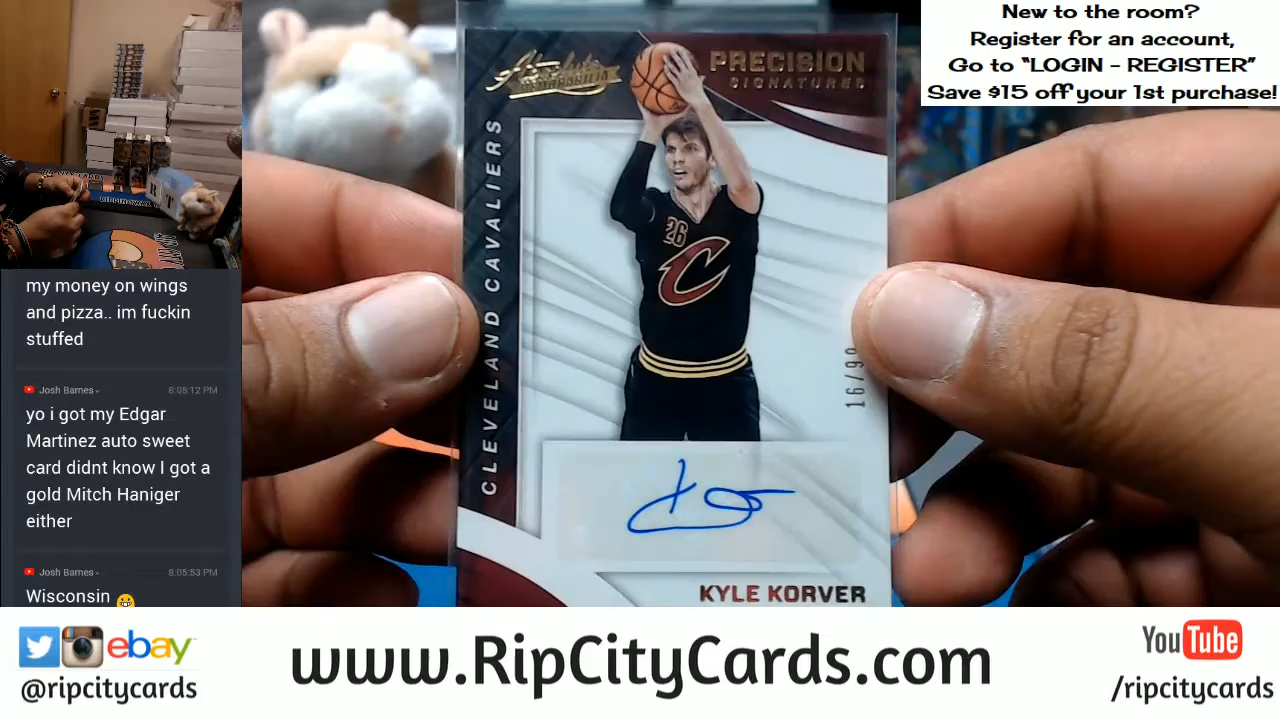 New to the room?
Register for an account,
Go to “LOGIN - REGISTER”
Save $15 off your 1st purchase!
my money on wings
and pizza.. im fuckin
stuffed
Josh Barnes - 8:05:12 PM
yo i got my Edgar
Martinez auto sweet
card didnt know I got a
gold Mitch Haniger
either
Josh Barnes - 8:05:53 PM
Wisconsin
Absolute
MEMORABILIA
PRECISION
SIGNATURES
CLEVELAND CAVALIERS
26
C
16/99
KYLE KORVER
ebay
@ripcitycards
www.RipCityCards.com
YouTube
/ripcitycards